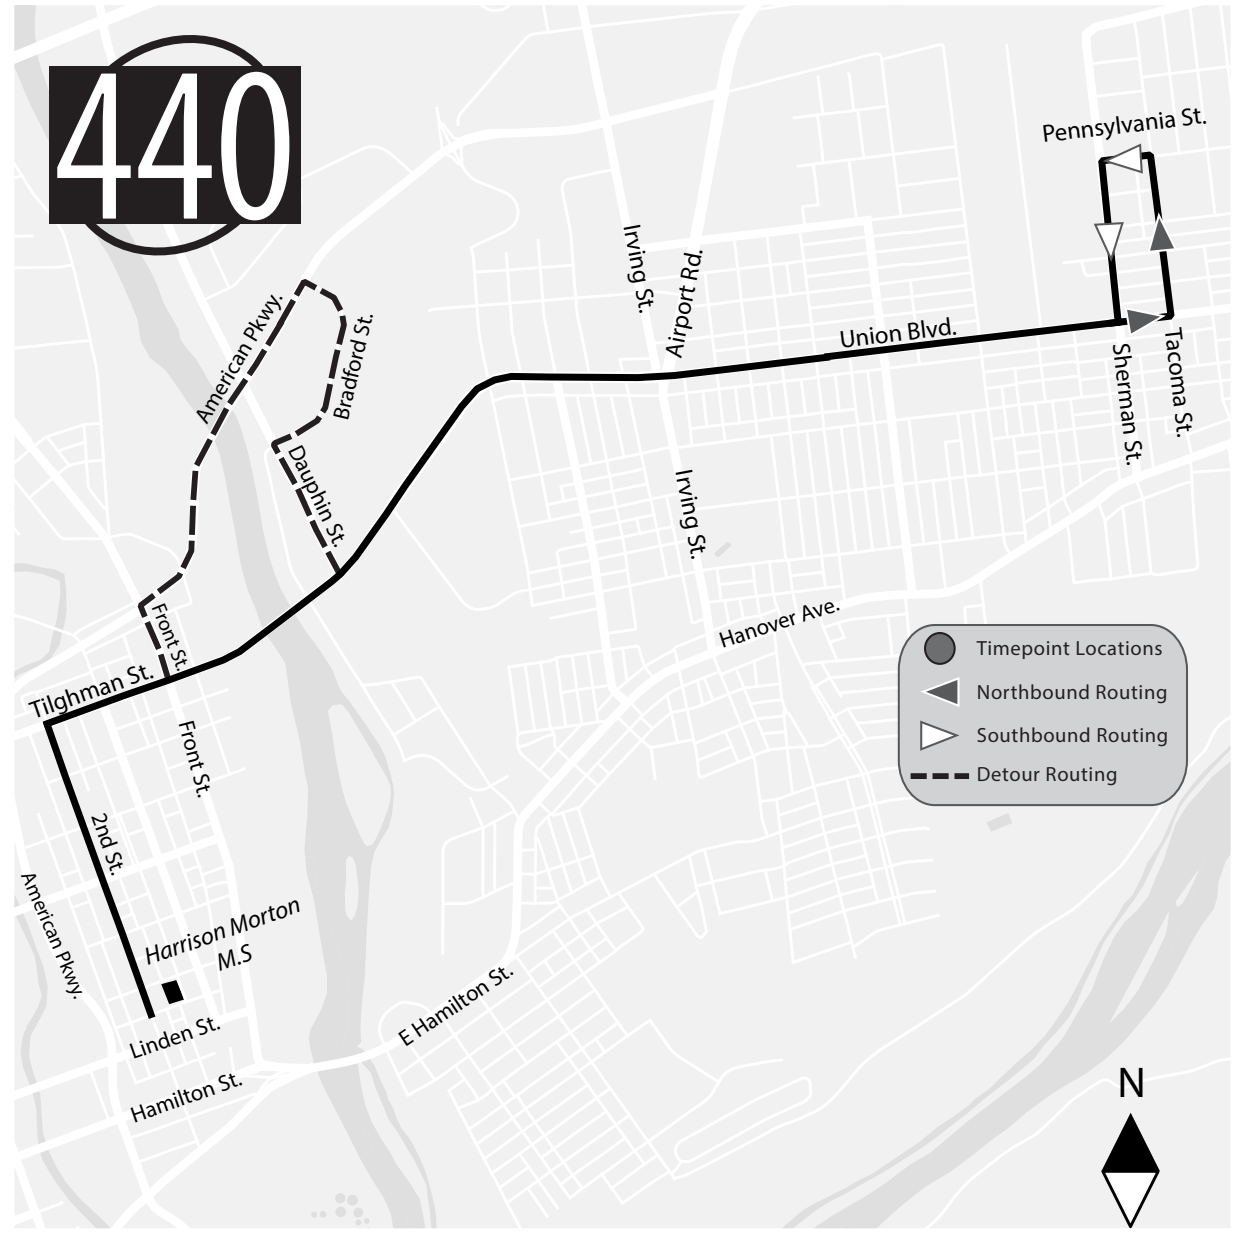 440
Pennsylvania St.
Irving St.
Airport Rd.
American Pkwy.
Bradford St.
Union Blvd.
Sherman St.
Tacoma St.
Dauphin St.
Irving St.
Front St.
Hanover Ave.
Tilghman St.
Timepoint Locations
Northbound Routing
Southbound Routing
Detour Routing
Front St.
2nd St.
American Pkwy.
Harrison Morton
M.S
E Hamilton St.
Linden St.
Hamilton St.
N